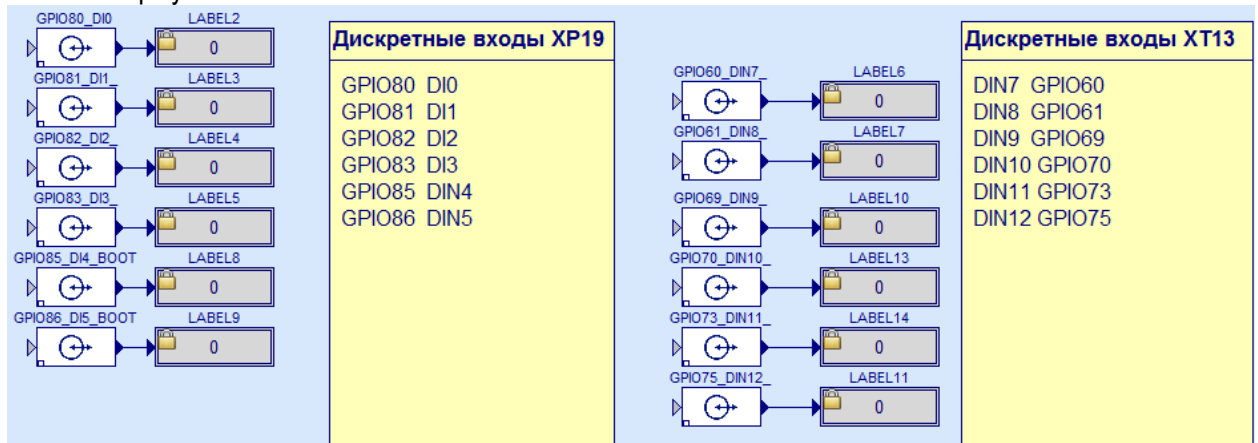 GPIO80_DI0 LABEL2
0
GPIO81_DI1_ LABEL3
0
GPIO82_DI2_ LABEL4
0
GPIO83_DI3_ LABEL5
0
GPIO85_DI4_BOOT LABEL8
0
GPIO86_DI5_BOOT LABEL9
0
Дискретные входы XP19
GPIO80 DI0
GPIO81 DI1
GPIO82 DI2
GPIO83 DI3
GPIO85 DIN4
GPIO86 DIN5
GPIO60_DIN7_ LABEL6
0
GPIO61_DIN8_ LABEL7
0
GPIO69_DIN9_ LABEL10
0
GPIO70_DIN10_ LABEL13
0
GPIO73_DIN11_ LABEL14
0
GPIO75_DIN12_ LABEL11
0
Дискретные входы XT13
DIN7 GPIO60
DIN8 GPIO61
DIN9 GPIO69
DIN10 GPIO70
DIN11 GPIO73
DIN12 GPIO75